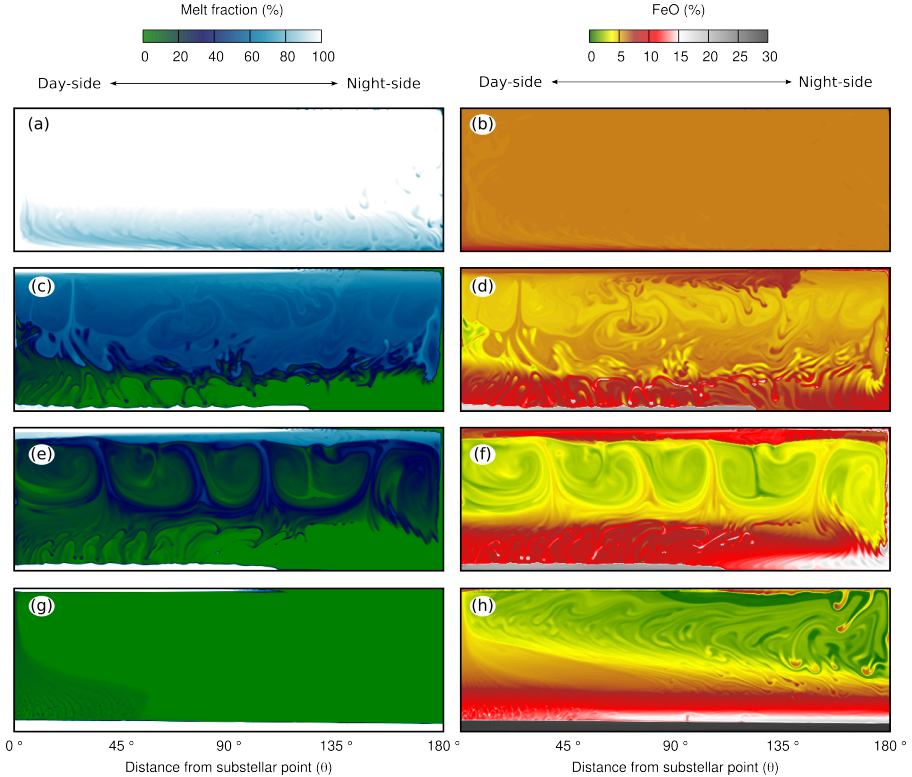 Melt fraction (%)
FeO (%)
0 20 40 60 80 100
0 5 10 15 20 25 30
Day-side Night-side
Day-side Night-side
(a)
(b)
(c)
(d)
(e)
(f)
(g)
(h)
0 ° 45 ° 90 ° 135 ° 180 °
45 ° 90 ° 135 ° 180 °
Distance from substellar point (θ)
Distance from substellar point (θ)